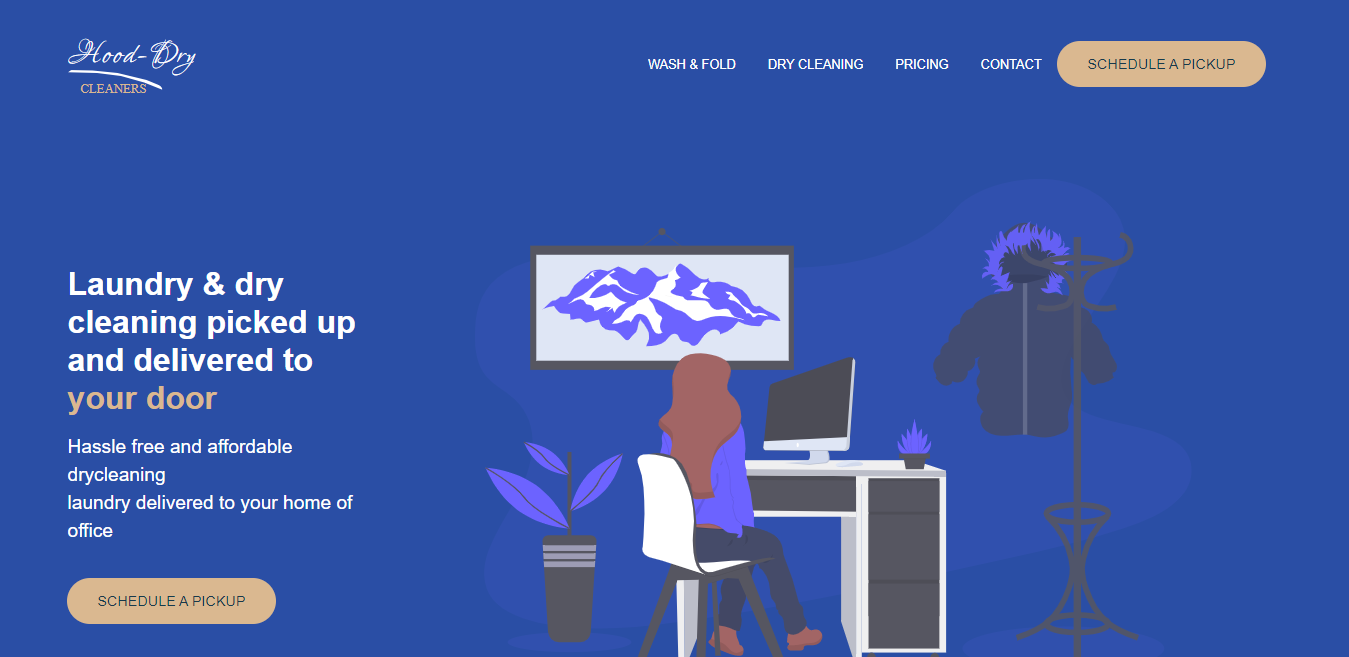 Hood-Dry
CLEANERS
WASH & FOLD
DRY CLEANING
PRICING
CONTACT
SCHEDULE A PICKUP
Laundry & dry
cleaning picked up
and delivered to
your door
Hassle free and affordable
drycleaning
laundry delivered to your home of
office
SCHEDULE A PICKUP